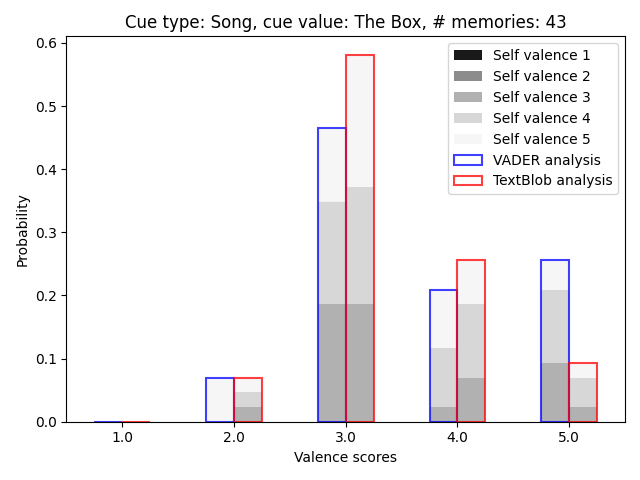 Cue type: Song, cue value: The Box, # memories: 43
Probability
0.6
0.5
0.4
0.3
0.2
0.1
0.0
Self valence 1
Self valence 2
Self valence 3
Self valence 4
Self valence 5
VADER analysis
TextBlob analysis
1.0 2.0 3.0 4.0 5.0
Valence scores